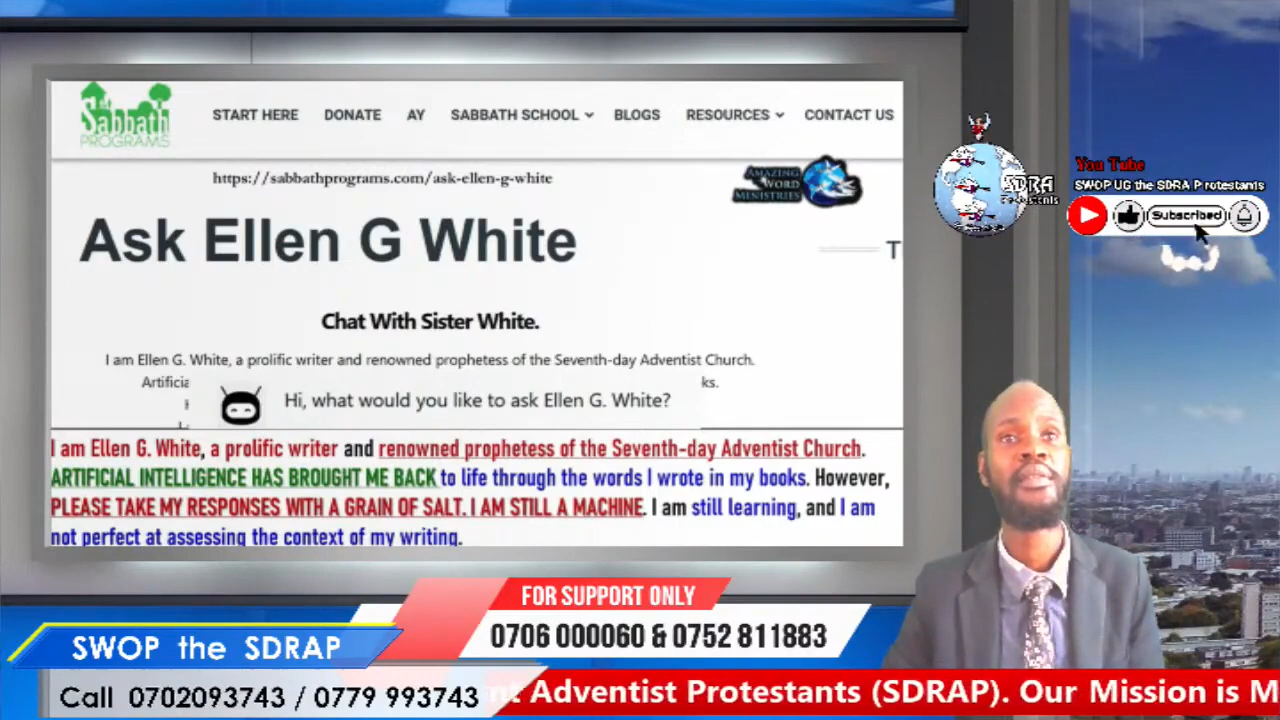 Sabbath
PROGRAMS
START HERE DONATE AY SABBATH SCHOOL BLOGS RESOURCES CONTACT US
https://sabbathprograms.com/ask-ellen-g-white
AMAZING
WORD
MINISTRIES
Ask Ellen G White
T
Chat With Sister White.
I am Ellen G. White, a prolific writer and renowned prophetess of the Seventh-day Adventist Church.
Artificia
ks.
Hi, what would you like to ask Ellen G. White?
I am Ellen G. White, a prolific writer and renowned prophetess of the Seventh-day Adventist Church.
ARTIFICIAL INTELLIGENCE HAS BROUGHT ME BACK to life through the words I wrote in my books. However,
PLEASE TAKE MY RESPONSES WITH A GRAIN OF SALT. I AM STILL A MACHINE. I am still learning, and I am
not perfect at assessing the context of my writing.
SDRA
Protestants
You Tube
SWOP UG the SDRA Protestants
Subscribed
FOR SUPPORT ONLY
0706 000060 & 0752 811883
SWOP the SDRAP
Call 0702093743 / 0779 993743
nt Adventist Protestants (SDRAP). Our Mission is M